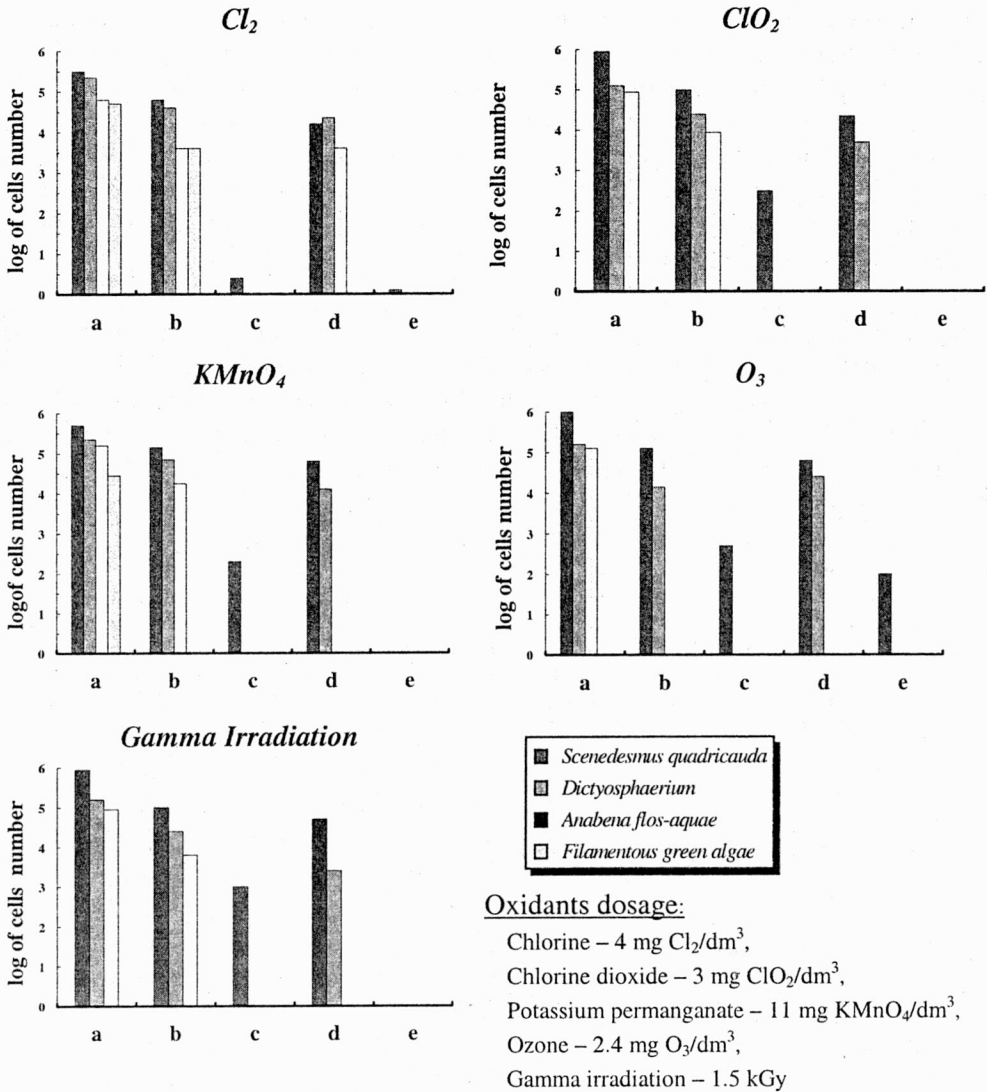 Cl2
log of cells number
6
5
4
3
2
1
0
a b c d e
ClO2
log of cells number
6
5
4
3
2
1
0
a b c d e
KMnO4
logof cells number
6
5
4
3
2
1
0
a b c d e
O3
log of cells number
6
5
4
3
2
1
0
a b c d e
Gamma Irradiation
log of cells number
6
5
4
3
2
1
0
a b c d e
Scenedesmus quadricauda
Dictyosphaerium
Anabena flos-aquae
Filamentous green algae
Oxidants dosage:
Chlorine – 4 mg Cl2/dm3,
Chlorine dioxide – 3 mg ClO2/dm3,
Potassium permanganate – 11 mg KMnO4/dm3,
Ozone – 2.4 mg O3/dm3,
Gamma irradiation – 1.5 kGy